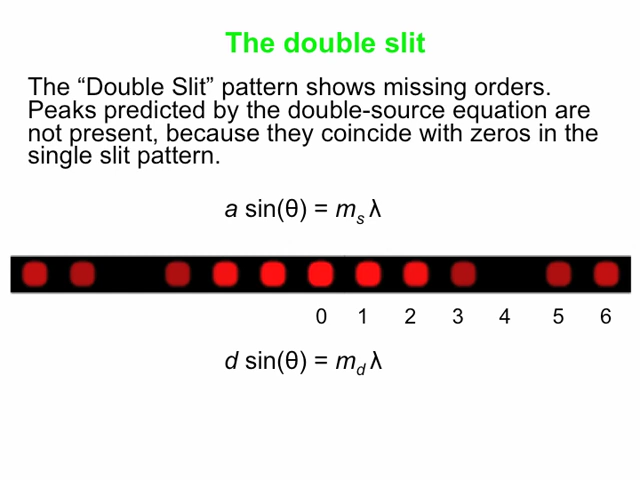 The double slit
The “Double Slit” pattern shows missing orders.
Peaks predicted by the double-source equation are
not present, because they coincide with zeros in the
single slit pattern.
a sin(θ) = mₛ λ
0 1 2 3 4 5 6
d sin(θ) = m_d λ